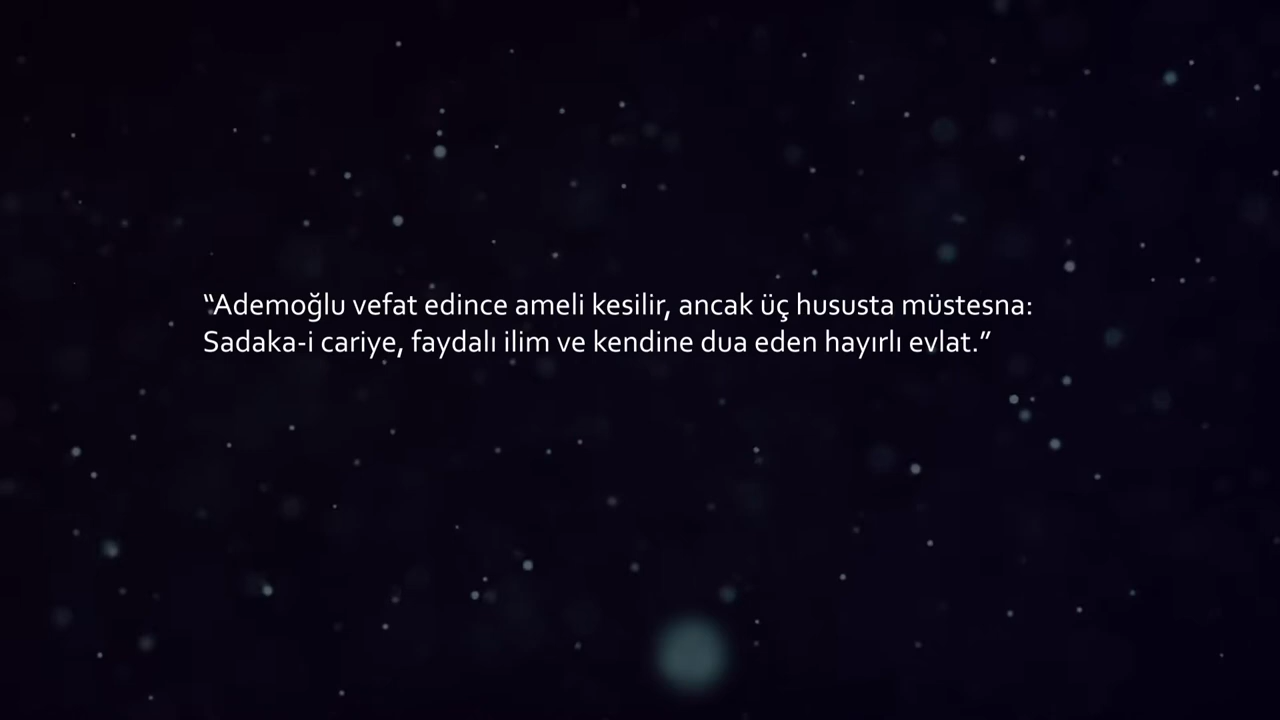 “Ademoğlu vefat edince ameli kesilir, ancak üç hususta müstesna:
Sadaka-i cariye, faydalı ilim ve kendine dua eden hayırlı evlat.”